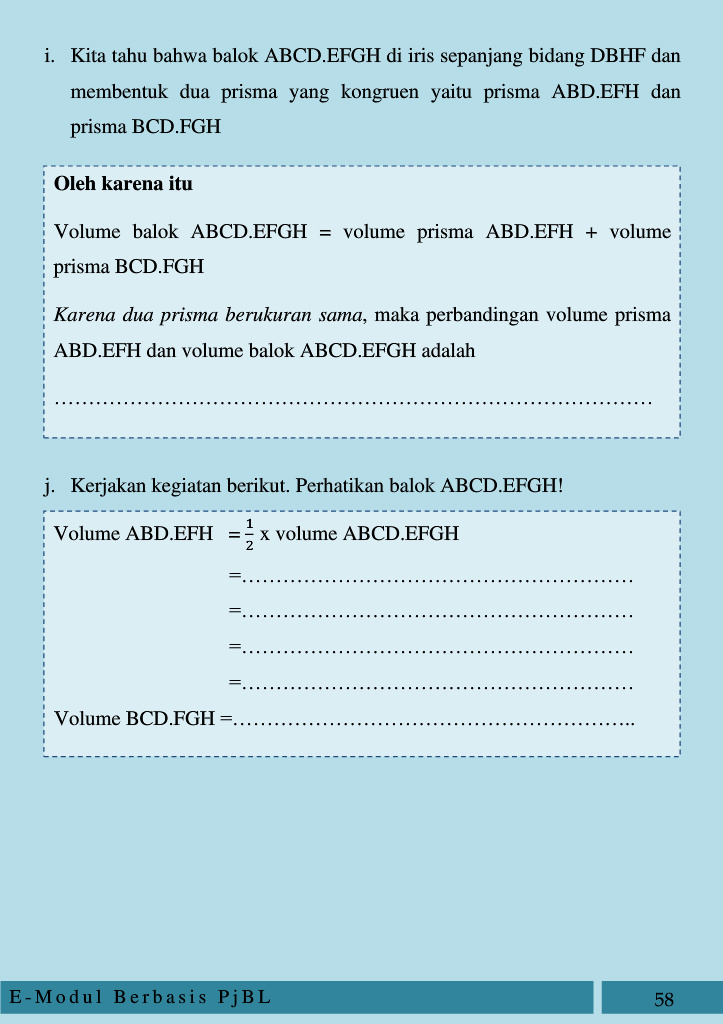 i. Kita tahu bahwa balok ABCD.EFGH di iris sepanjang bidang DBHF dan
membentuk dua prisma yang kongruen yaitu prisma ABD.EFH dan
prisma BCD.FGH
Oleh karena itu
Volume balok ABCD.EFGH = volume prisma ABD.EFH + volume
prisma BCD.FGH
Karena dua prisma berukuran sama, maka perbandingan volume prisma
ABD.EFH dan volume balok ABCD.EFGH adalah
……………………………………………………………………………
j. Kerjakan kegiatan berikut. Perhatikan balok ABCD.EFGH!
Volume ABD.EFH = 1/2 x volume ABCD.EFGH
=…………………………………………………
=…………………………………………………
=…………………………………………………
=…………………………………………………
Volume BCD.FGH =…………………………………………………..
E-Modul Berbasis PjBL
58